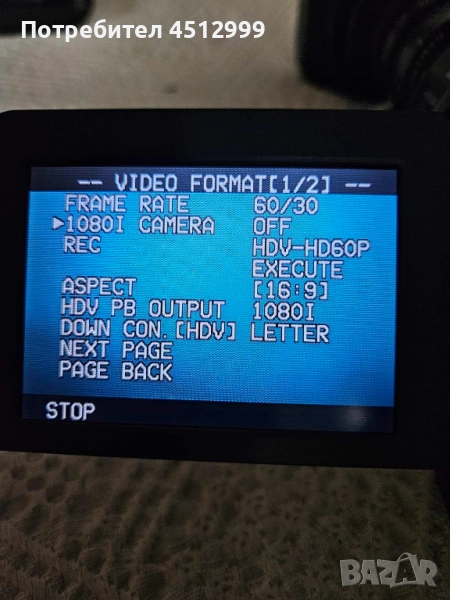 Потребител 4512999
-- VIDEO FORMAT[1/2] --
FRAME RATE 60/30
▶1080I CAMERA OFF
REC HDV-HD60P
EXECUTE
ASPECT [16:9]
HDV PB OUTPUT 1080I
DOWN CON.[HDV] LETTER
NEXT PAGE
PAGE BACK
STOP
BAZAR